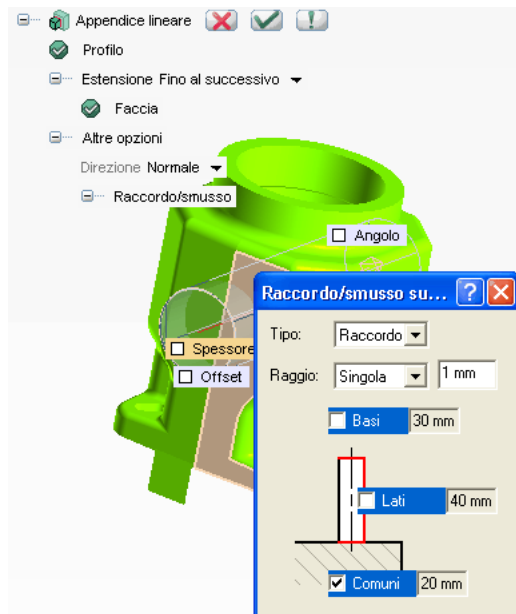 Appendice lineare
Profilo
Estensione Fino al successivo
Faccia
Altre opzioni
Direzione Normale
Raccordo/smusso
Angolo
Spessore
Offset
Raccordo/smusso su...
Tipo: Raccordo
Raggio: Singola 1 mm
Basi 30 mm
Lati 40 mm
Comuni 20 mm